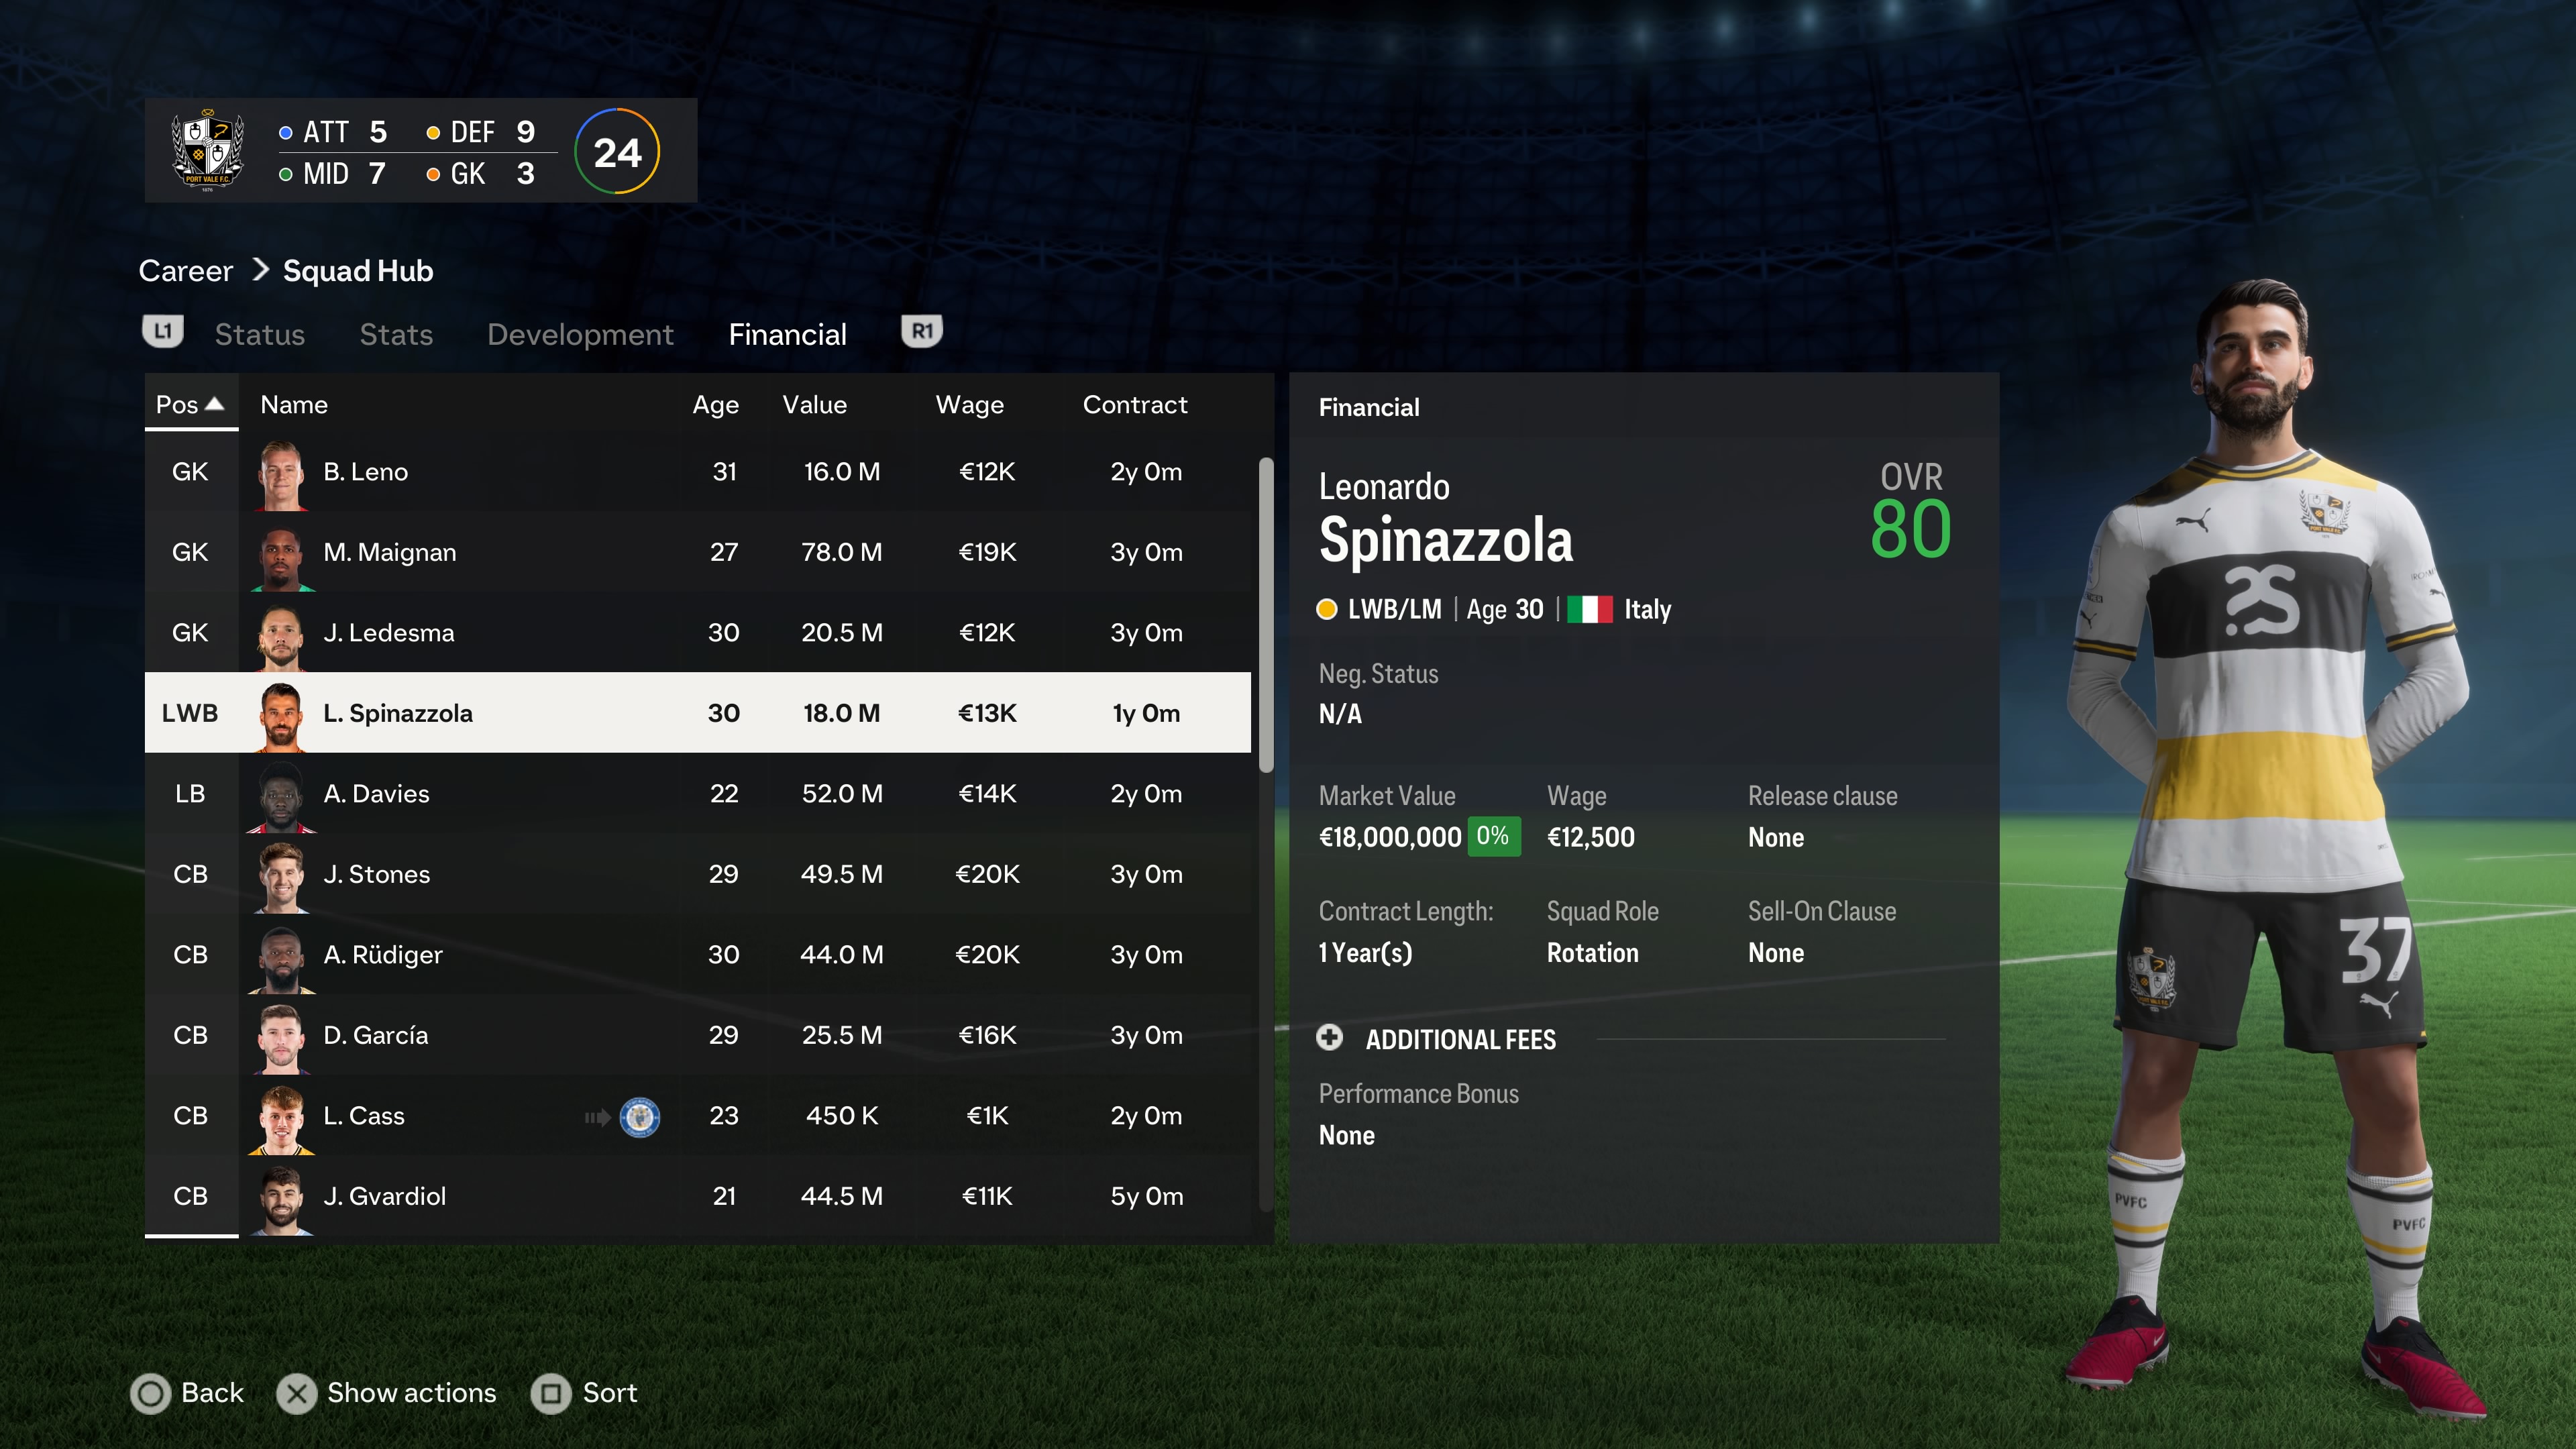 ATT 5 DEF 9
MID 7 GK 3
24
PORT VALE F.C.
1876
Career > Squad Hub
L1 Status Stats Development Financial R1
Pos Name Age Value Wage Contract
GK B. Leno 31 16.0 M €12K 2y 0m
GK M. Maignan 27 78.0 M €19K 3y 0m
GK J. Ledesma 30 20.5 M €12K 3y 0m
LWB L. Spinazzola 30 18.0 M €13K 1y 0m
LB A. Davies 22 52.0 M €14K 2y 0m
CB J. Stones 29 49.5 M €20K 3y 0m
CB A. Rüdiger 30 44.0 M €20K 3y 0m
CB D. García 29 25.5 M €16K 3y 0m
CB L. Cass 23 450 K €1K 2y 0m
CB J. Gvardiol 21 44.5 M €11K 5y 0m
Financial
Leonardo
Spinazzola
OVR
80
LWB/LM | Age 30 | Italy
Neg. Status
N/A
Market Value Wage Release clause
€18,000,000 0% €12,500 None
Contract Length: Squad Role Sell-On Clause
1 Year(s) Rotation None
ADDITIONAL FEES
Performance Bonus
None
37
PVFC
PVFC
Back Show actions Sort